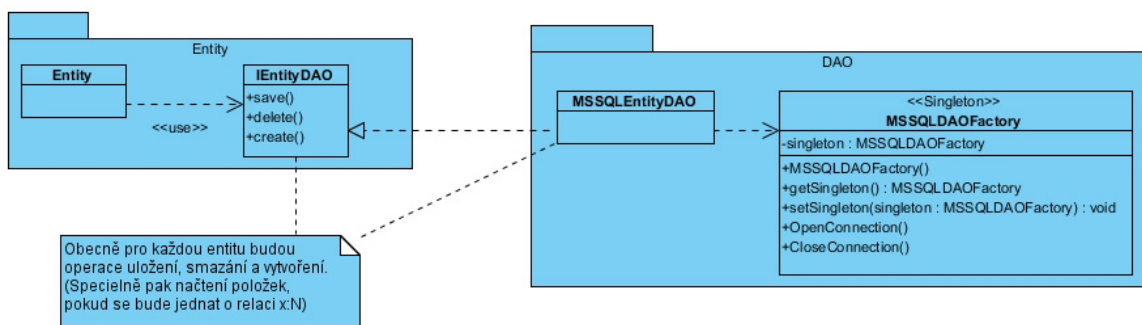 Entity
Entity
<<use>>
IEntityDAO
+save()
+delete()
+create()
Obecně pro každou entitu budou
operace uložení, smazání a vytvoření.
(Specielně pak načtení položek,
pokud se bude jednat o relaci x:N)
DAO
MSSQLEntityDAO
<<Singleton>>
MSSQLDAOFactory
-singleton : MSSQLDAOFactory
+MSSQLDAOFactory()
+getSingleton() : MSSQLDAOFactory
+setSingleton(singleton : MSSQLDAOFactory) : void
+OpenConnection()
+CloseConnection()